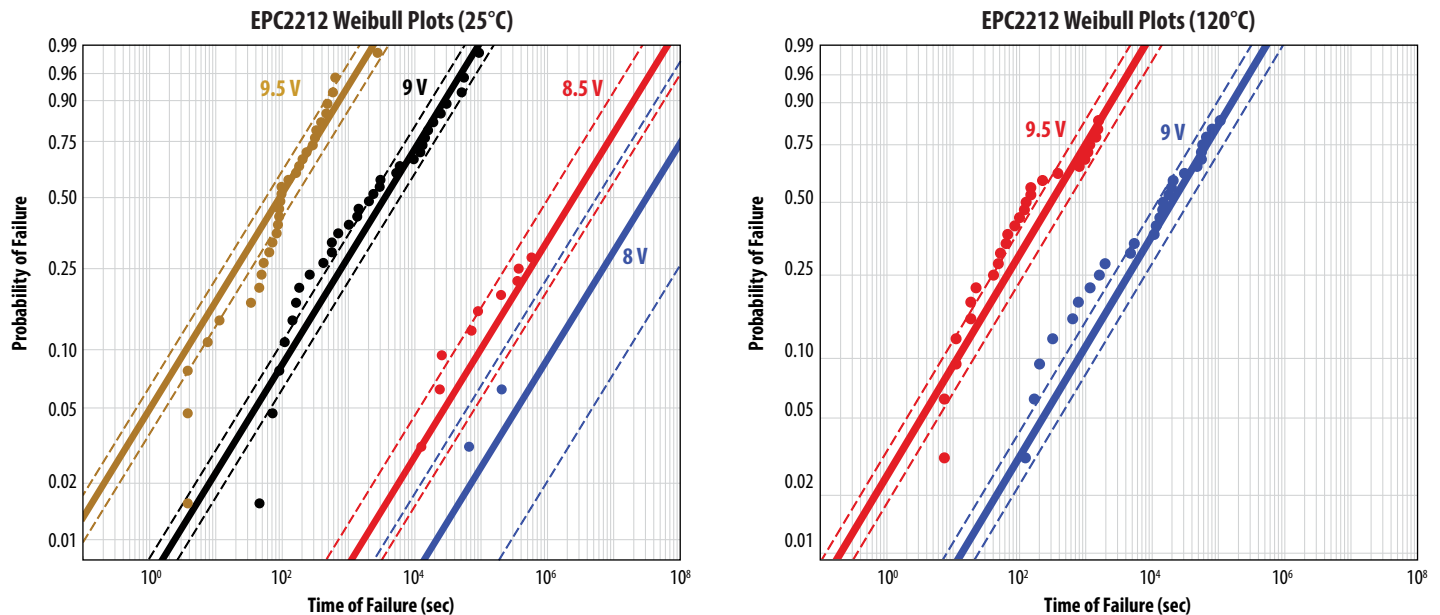 EPC2212 Weibull Plots (25°C)
Probability of Failure
0.99
0.96
0.90
0.75
0.50
0.25
0.10
0.05
0.02
0.01
9.5 V
9 V
8.5 V
8 V
10⁰
10²
10⁴
10⁶
10⁸
Time of Failure (sec)
EPC2212 Weibull Plots (120°C)
Probability of Failure
0.99
0.96
0.90
0.75
0.50
0.25
0.10
0.05
0.02
0.01
9.5 V
9 V
10⁰
10²
10⁴
10⁶
10⁸
Time of Failure (sec)